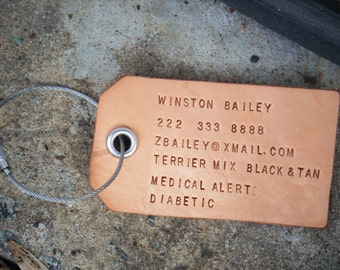 WINSTON BAILEY
222 333 8888
ZBAILEY@XMAIL.COM
TERRIER MIX BLACK & TAN
MEDICAL ALERT:
DIABETIC